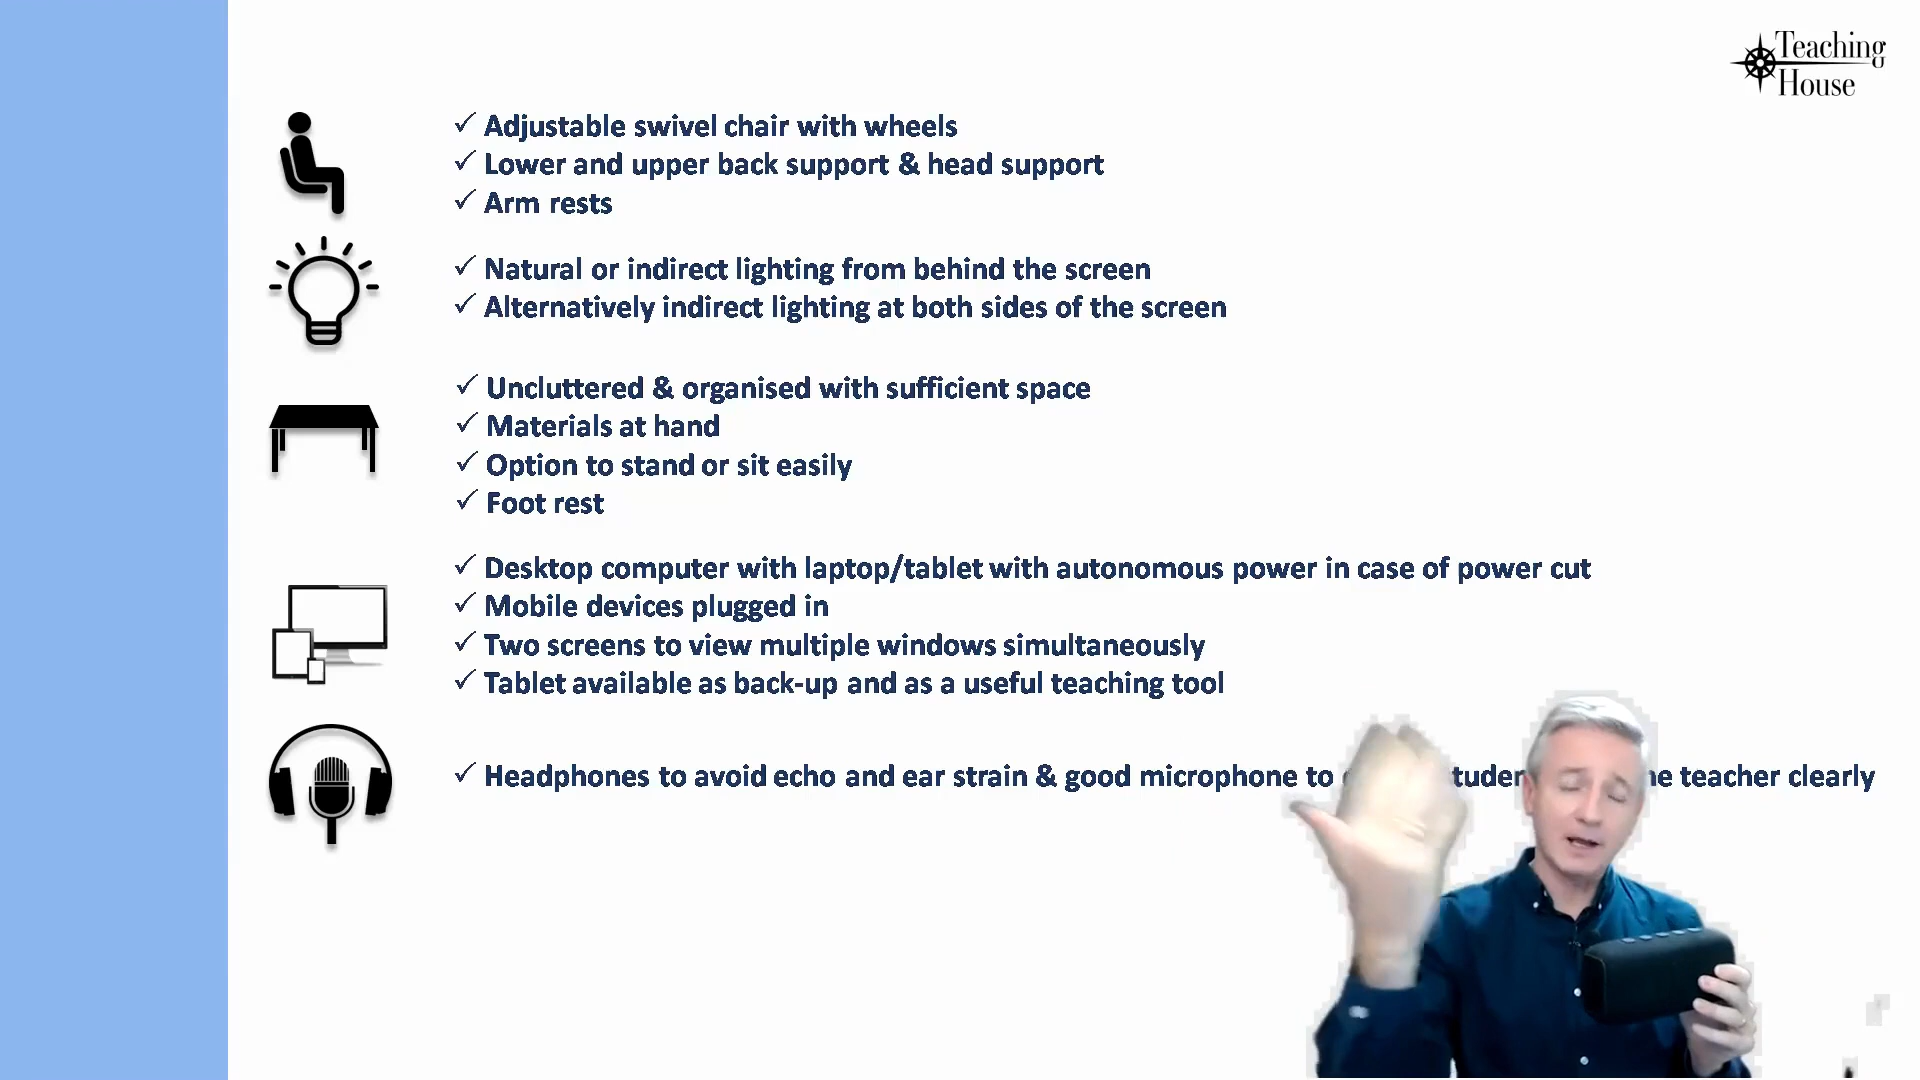 Teaching
House
Adjustable swivel chair with wheels
Lower and upper back support & head support
Arm rests
Natural or indirect lighting from behind the screen
Alternatively indirect lighting at both sides of the screen
Uncluttered & organised with sufficient space
Materials at hand
Option to stand or sit easily
Foot rest
Desktop computer with laptop/tablet with autonomous power in case of power cut
Mobile devices plugged in
Two screens to view multiple windows simultaneously
Tablet available as back-up and as a useful teaching tool
Headphones to avoid echo and ear strain & good microphone to teacher clearly